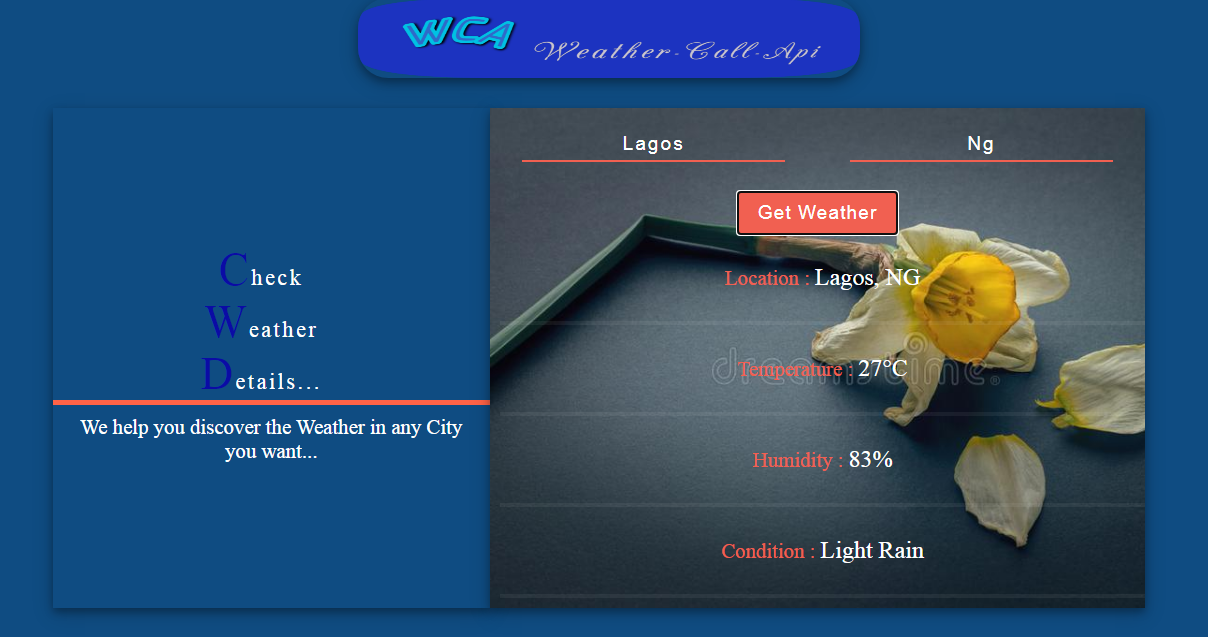 WCA Weather-Call-Api
Check
Weather
Details...
We help you discover the Weather in any City
you want...
Lagos Ng
Get Weather
Location : Lagos, NG
Temperature : 27°C
dreamstime®
Humidity : 83%
Condition : Light Rain